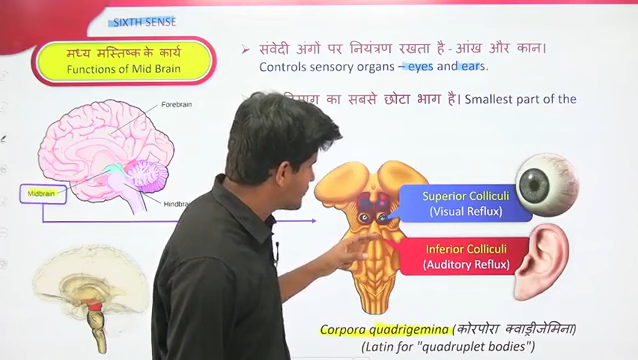 SIXTH SENSE
मध्य मस्तिष्क के कार्य
Functions of Mid Brain
संवेदी अंगों पर नियंत्रण रखता है - आंख और कान।
Controls sensory organs – eyes and ears.
का सबसे छोटा भाग है। Smallest part of the
Forebrain
Midbrain
Superior Colliculi
(Visual Reflux)
Inferior Colliculi
(Auditory Reflux)
Corpora quadrigemina (कोरपोरा क्वाड्रीजेमिना)
(Latin for "quadruplet bodies")